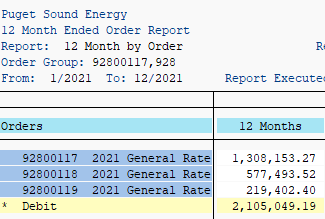 Puget Sound Energy
12 Month Ended Order Report
Report: 12 Month by Order Re
Order Group: 92800117,928
From: 1/2021 To: 12/2021 Report Executed
Orders 12 Months
92800117 2021 General Rate 1,308,153.27
92800118 2021 General Rate 577,493.52
92800119 2021 General Rate 219,402.40
* Debit 2,105,049.19